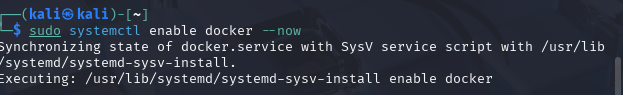 ┌──(kali㉿kali)-[~]
└─$ sudo systemctl enable docker --now
Synchronizing state of docker.service with SysV service script with /usr/lib
/systemd/systemd-sysv-install.
Executing: /usr/lib/systemd/systemd-sysv-install enable docker